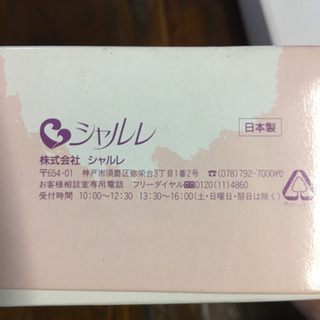 シャルレ
日本製
株式会社 シャルレ
〒654-01 神戸市須磨区弥栄台3丁目1番2号 ☎(078)792-7000代
お客様相談室専用電話 フリーダイヤル 0120(11)4860
受付時間 10:00〜12:30 13:30〜16:00(土・日曜日・祭日は除く)